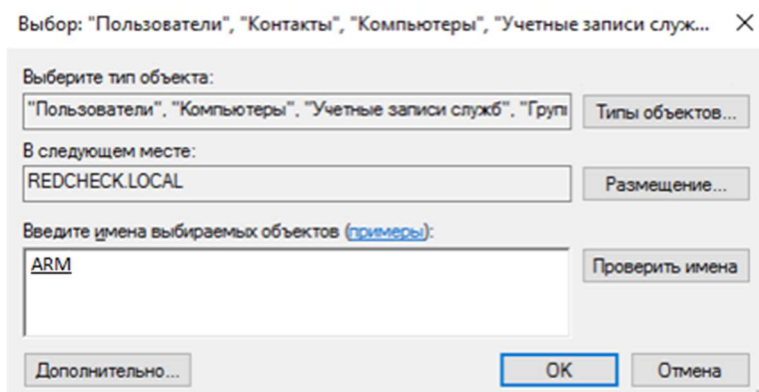 Выбор: "Пользователи", "Контакты", "Компьютеры", "Учетные записи служ...
Выберите тип объекта:
"Пользователи", "Компьютеры", "Учетные записи служб", "Груп
Типы объектов...
В следующем месте:
REDCHECK.LOCAL
Размещение...
Введите имена выбираемых объектов (примеры):
ARM
Проверить имена
Дополнительно...
OK
Отмена